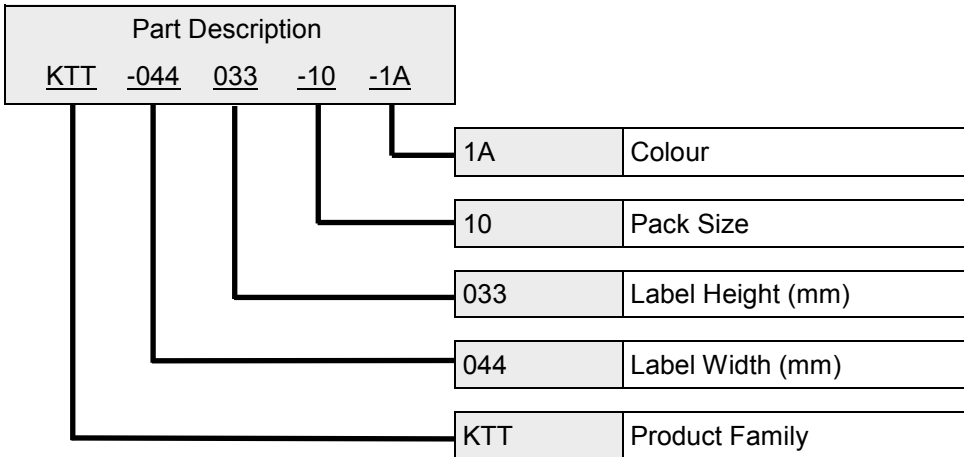 Part Description
KTT -044 033 -10 -1A
1A Colour
10 Pack Size
033 Label Height (mm)
044 Label Width (mm)
KTT Product Family